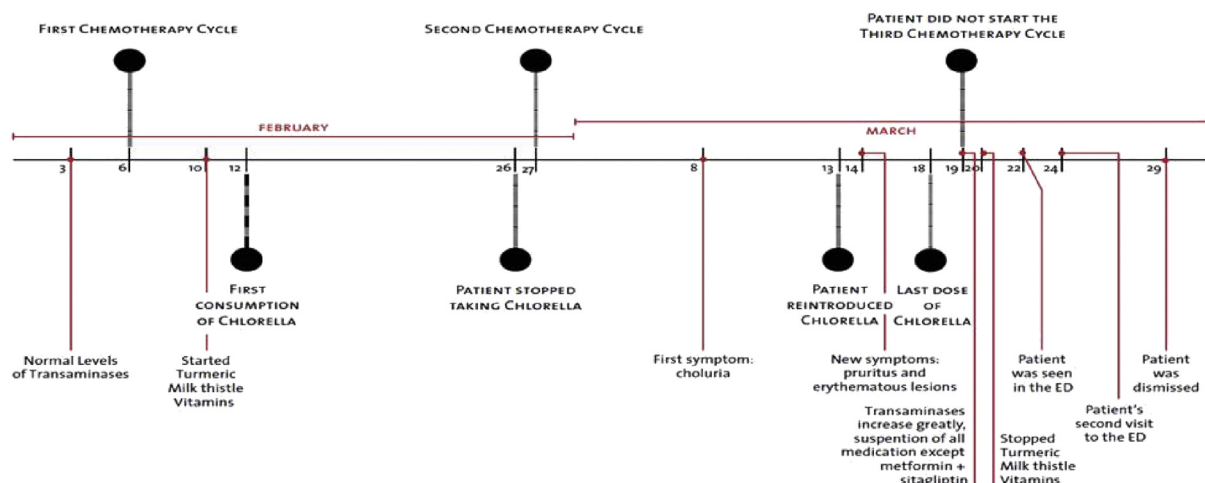 First Chemotherapy Cycle
Second Chemotherapy Cycle
Patient did not start the
Third Chemotherapy Cycle
February
March
3
6
10
12
26
27
8
13
14
18
19
20
22
24
29
First
consumption
of Chlorella
Patient stopped
taking Chlorella
Patient
reintroduced
Chlorella
Last dose
of
Chlorella
Normal Levels
of Transaminases
Started
Turmeric
Milk thistle
Vitamins
First symptom:
choluria
New symptoms:
pruritus and
erythematous lesions
Patient
was seen
in the ED
Patient
was
dismissed
Transaminases
increase greatly,
suspention of all
medication except
metformin +
sitagliptin
Stopped
Turmeric
Milk thistle
Vitamins
Patient's
second visit
to the ED